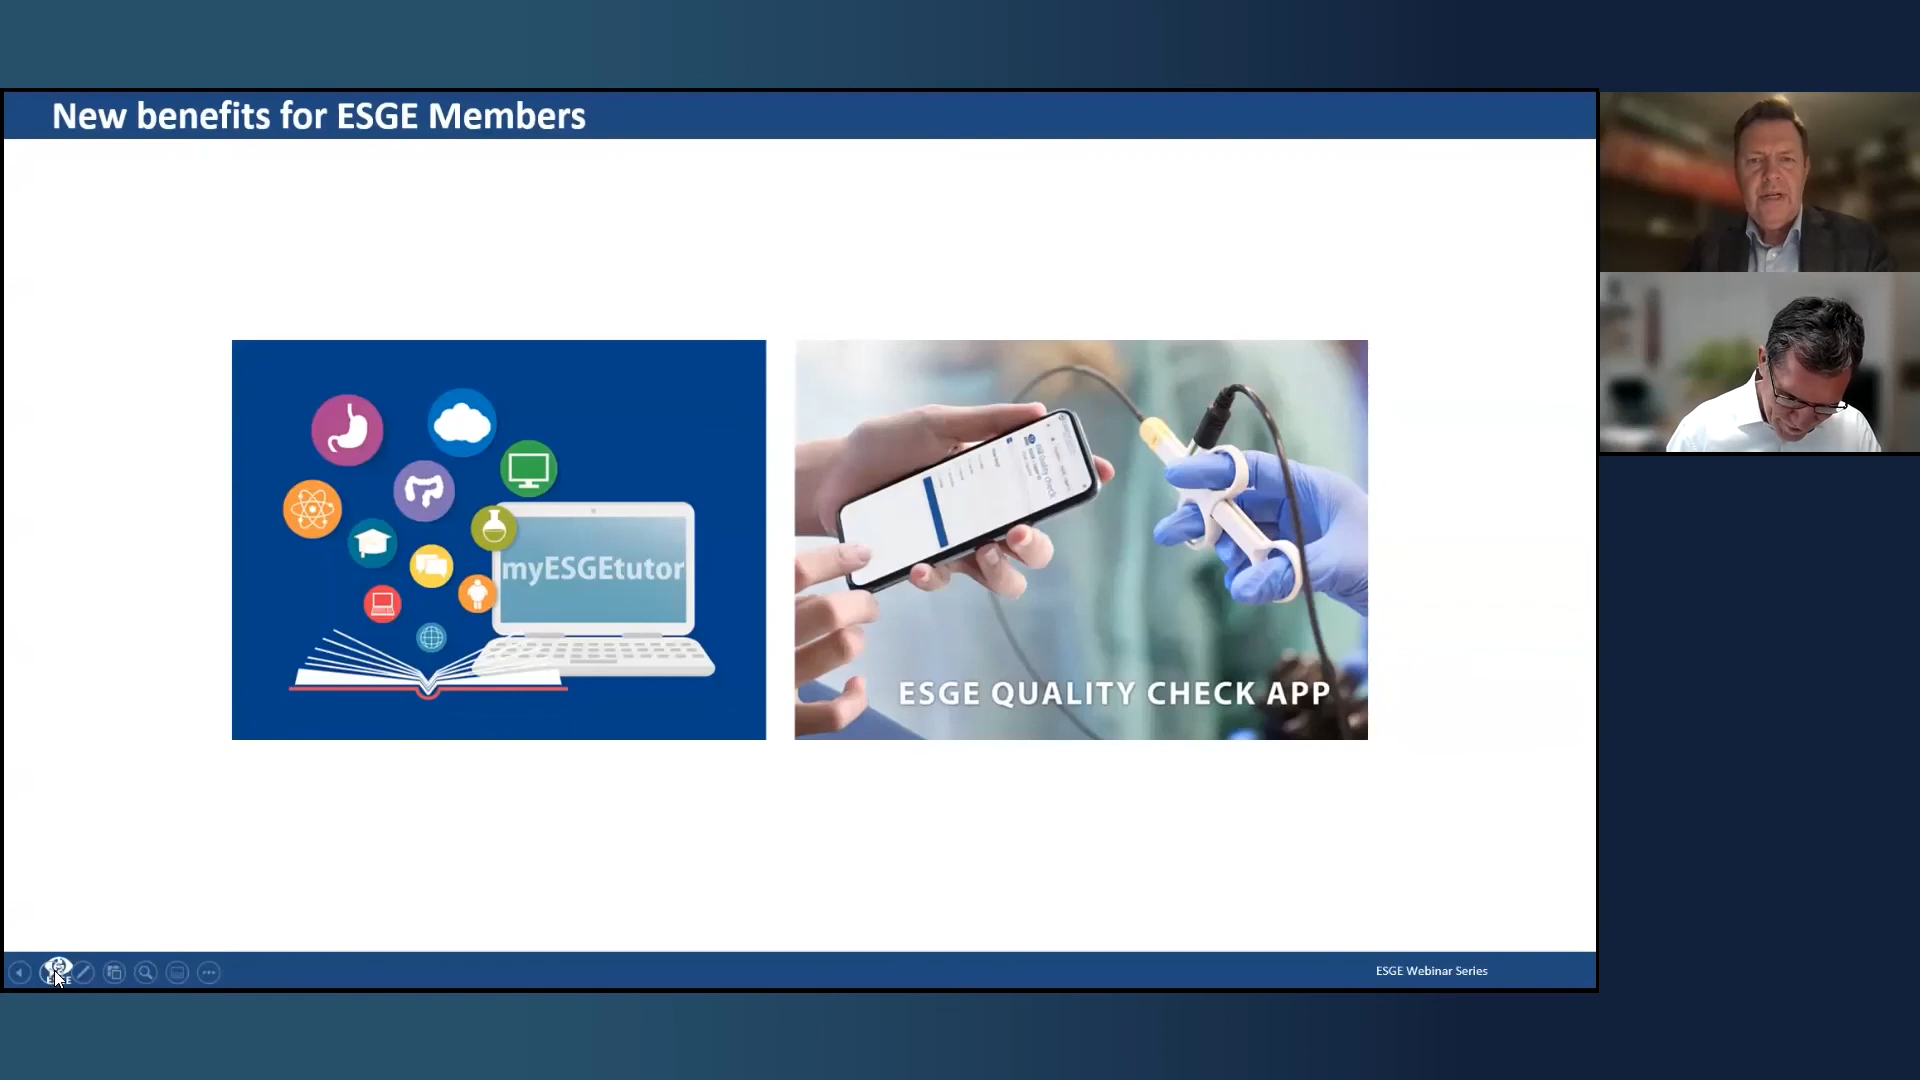 New benefits for ESGE Members
myESGEtutor
ESGE QUALITY CHECK APP
ESGE Webinar Series